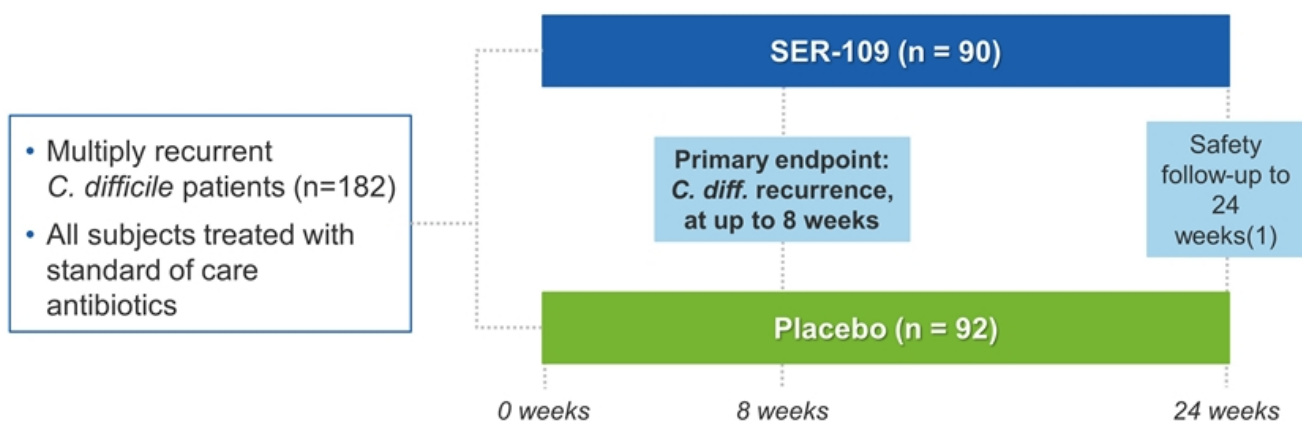 SER-109 (n = 90)
• Multiply recurrent
C. difficile patients (n=182)
• All subjects treated with
standard of care
antibiotics
Primary endpoint:
C. diff. recurrence,
at up to 8 weeks
Safety
follow-up to
24
weeks(1)
Placebo (n = 92)
0 weeks
8 weeks
24 weeks